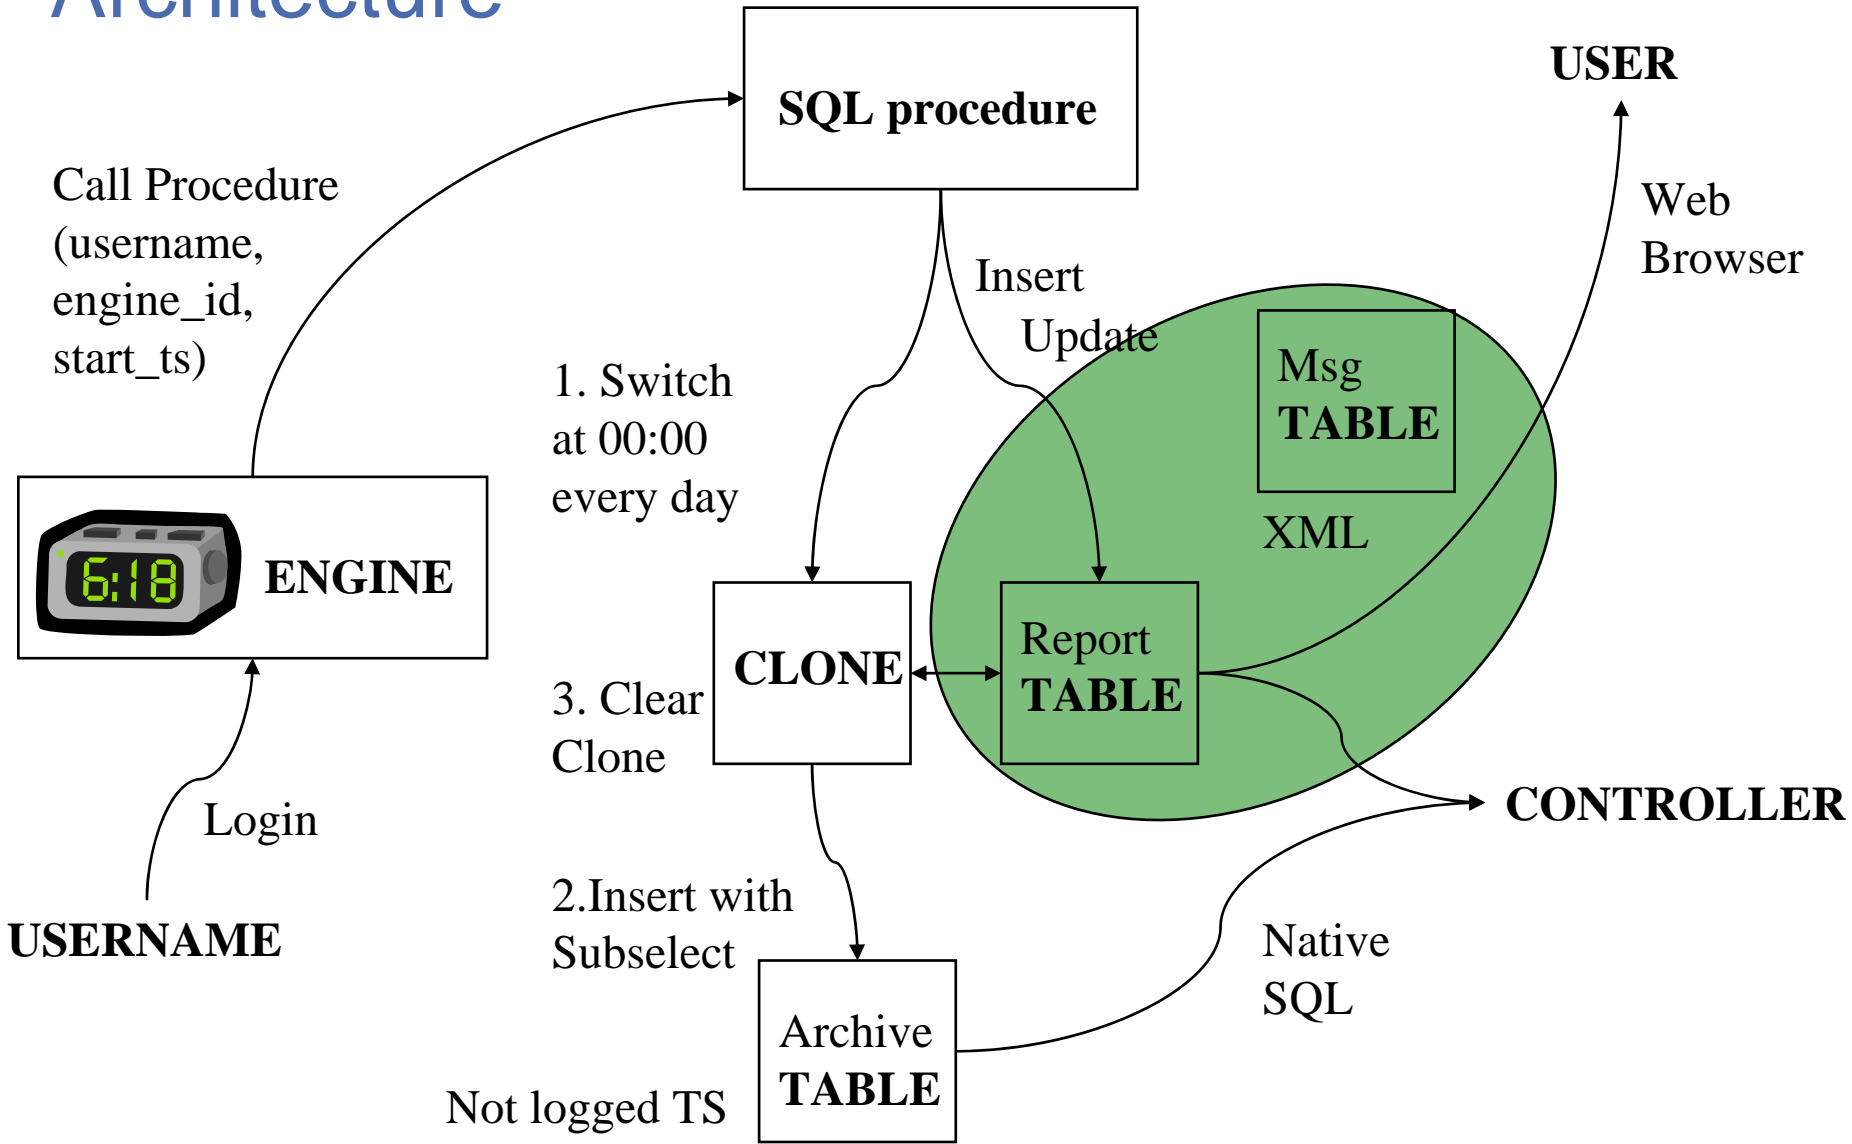 Architecture
SQL procedure
USER
Call Procedure
(username,
engine_id,
start_ts)
Web
Browser
Insert
Update
Msg
TABLE
XML
1. Switch
at 00:00
every day
6:18
ENGINE
CLONE
Report
TABLE
3. Clear
Clone
Login
CONTROLLER
USERNAME
2.Insert with
Subselect
Native
SQL
Archive
TABLE
Not logged TS